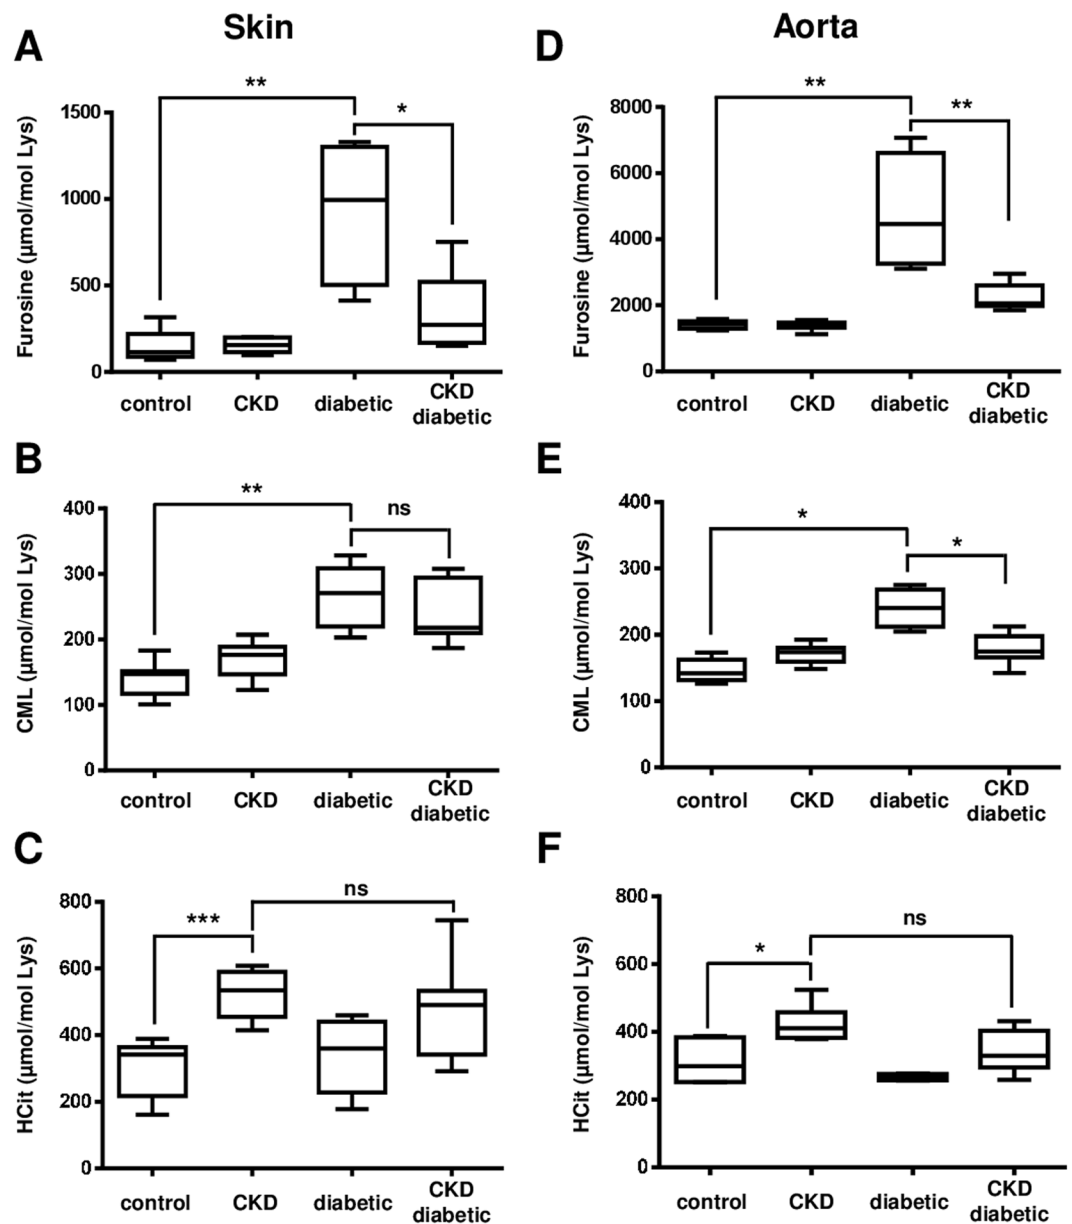 Skin
Aorta
A
**
*
Furosine (µmol/mol Lys)
1500
1000
500
0
control
CKD
diabetic
CKD
diabetic
D
**
**
Furosine (µmol/mol Lys)
8000
6000
4000
2000
0
control
CKD
diabetic
CKD
diabetic
B
**
ns
CML (µmol/mol Lys)
400
300
200
100
0
control
CKD
diabetic
CKD
diabetic
E
*
*
CML (µmol/mol Lys)
400
300
200
100
0
control
CKD
diabetic
CKD
diabetic
C
***
ns
HCit (µmol/mol Lys)
800
600
400
200
0
control
CKD
diabetic
CKD
diabetic
F
*
ns
HCit (µmol/mol Lys)
800
600
400
200
0
control
CKD
diabetic
CKD
diabetic